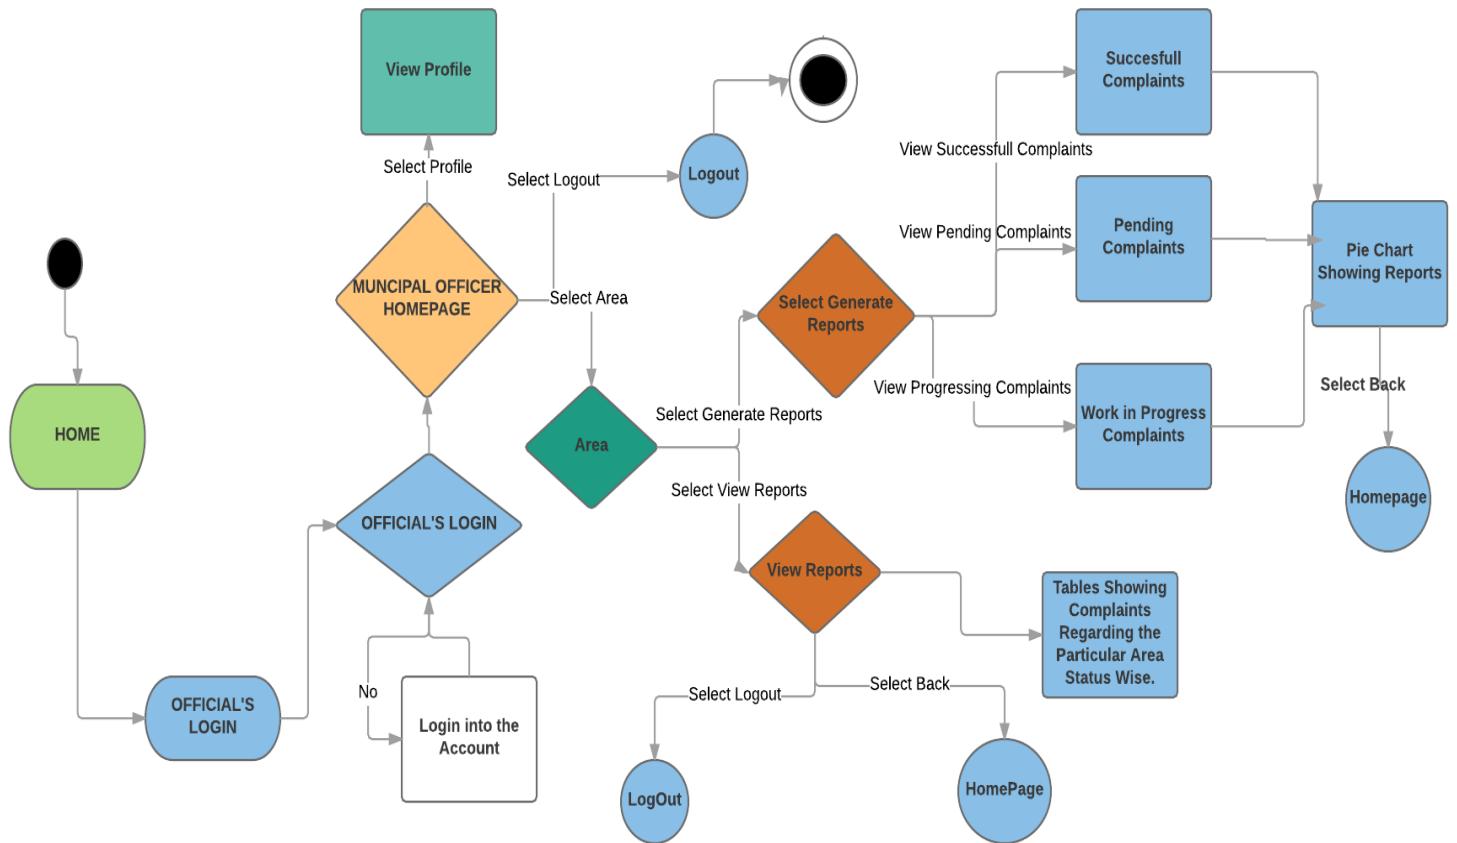 View Profile
Select Profile
MUNCIPAL OFFICER
HOMEPAGE
Select Logout
Logout
Select Area
HOME
OFFICIAL'S
LOGIN
OFFICIAL'S LOGIN
No
Login into the
Account
Area
Select Generate Reports
Select View Reports
Select Generate
Reports
View Successfull Complaints
View Pending Complaints
View Progressing Complaints
Succesfull
Complaints
Pending
Complaints
Work in Progress
Complaints
Pie Chart
Showing Reports
Select Back
Homepage
View Reports
Tables Showing
Complaints
Regarding the
Particular Area
Status Wise.
Select Logout
Select Back
LogOut
HomePage